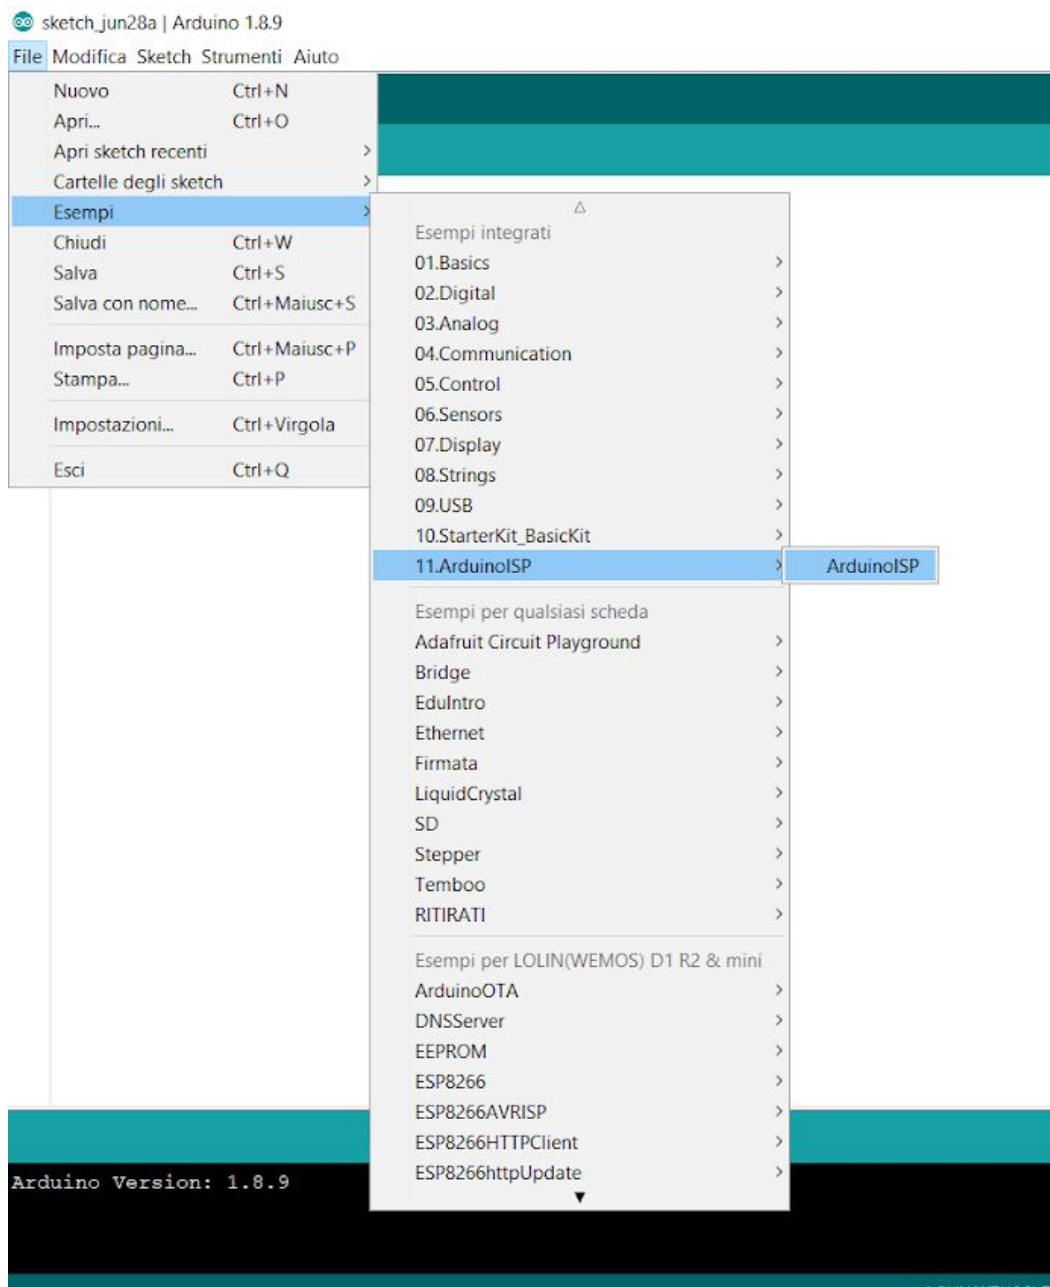 sketch_jun28a | Arduino 1.8.9
File Modifica Sketch Strumenti Aiuto
Nuovo Ctrl+N
Apri... Ctrl+O
Apri sketch recenti
Cartelle degli sketch
Esempi
Chiudi Ctrl+W
Salva Ctrl+S
Salva con nome... Ctrl+Maiusc+S
Imposta pagina... Ctrl+Maiusc+P
Stampa... Ctrl+P
Impostazioni... Ctrl+Virgola
Esci Ctrl+Q
Esempi integrati
01.Basics
02.Digital
03.Analog
04.Communication
05.Control
06.Sensors
07.Display
08.Strings
09.USB
10.StarterKit_BasicKit
11.ArduinoISP
ArduinoISP
Esempi per qualsiasi scheda
Adafruit Circuit Playground
Bridge
EduIntro
Ethernet
Firmata
LiquidCrystal
SD
Stepper
Temboo
RITIRATI
Esempi per LOLIN(WEMOS) D1 R2 & mini
ArduinoOTA
DNSServer
EEPROM
ESP8266
ESP8266AVRISP
ESP8266HTTPClient
ESP8266httpUpdate
Arduino Version: 1.8.9